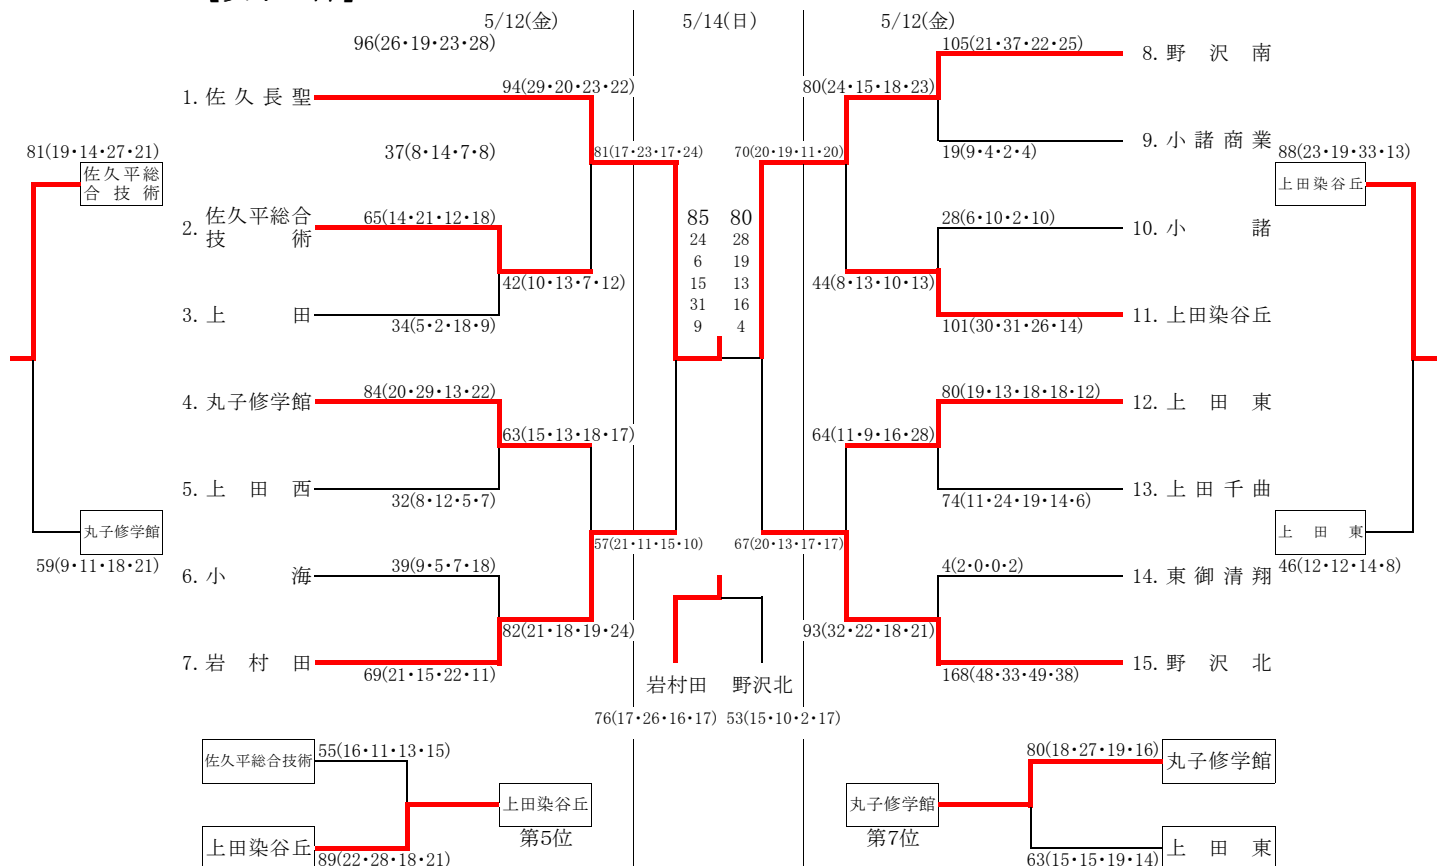 5/12(金) 5/14(日) 5/12(金)
96(26・19・23・28)
105(21・37・22・25)
8. 野沢南
94(29・20・23・22)
80(24・15・18・23)
1. 佐久長聖
9. 小諸商業
19(9・4・2・4)
81(19・14・27・21)
37(8・14・7・8)
81(17・23・17・24)
70(20・19・11・20)
88(23・19・33・13)
佐久平総
合技術
上田染谷丘
65(14・21・12・18)
2. 佐久平総合
技術
85 80
24 28
6 19
15 13
31 16
9 4
28(6・10・2・10)
10. 小諸
42(10・13・7・12)
44(8・13・10・13)
3. 上田
34(5・2・18・9)
101(30・31・26・14)
11. 上田染谷丘
84(20・29・13・22)
4. 丸子修学館
80(19・13・18・18・12)
12. 上田東
63(15・13・18・17)
64(11・9・16・28)
5. 上田西
32(8・12・5・7)
74(11・24・19・14・6)
13. 上田千曲
丸子修学館
59(9・11・18・21)
57(21・11・15・10)
67(20・13・17・17)
上田東
46(12・12・14・8)
6. 小海
39(9・5・7・18)
4(2・0・0・2)
14. 東御清翔
82(21・18・19・24)
93(32・22・18・21)
7. 岩村田
69(21・15・22・11)
168(48・33・49・38)
15. 野沢北
岩村田 野沢北
76(17・26・16・17) 53(15・10・2・17)
佐久平総合技術
55(16・11・13・15)
上田染谷丘
第5位
上田染谷丘
89(22・28・18・21)
80(18・27・19・16)
丸子修学館
丸子修学館
第7位
63(15・15・19・14)
上田東